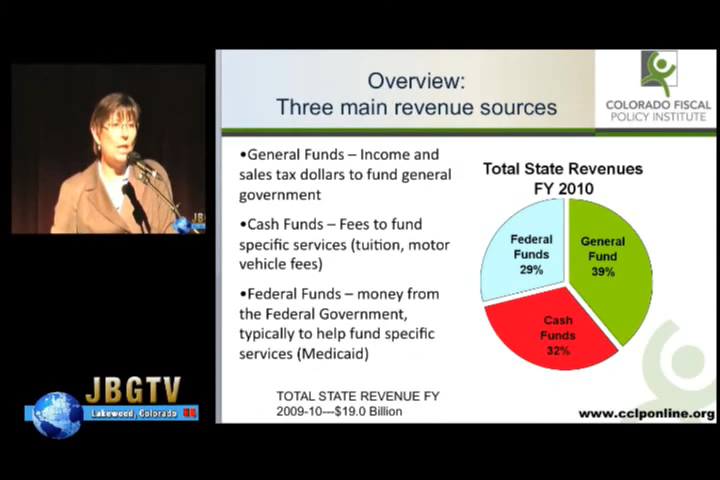 Overview:
Three main revenue sources
COLORADO FISCAL
POLICY INSTITUTE
•General Funds – Income and
sales tax dollars to fund general
government
•Cash Funds – Fees to fund
specific services (tuition, motor
vehicle fees)
•Federal Funds – money from
the Federal Government,
typically to help fund specific
services (Medicaid)
Total State Revenues
FY 2010
Federal
Funds
29%
General
Fund
39%
Cash
Funds
32%
TOTAL STATE REVENUE FY
2009-10---$19.0 Billion
www.cclponline.org
JBG
JBGTV
Lakewood, Colorado